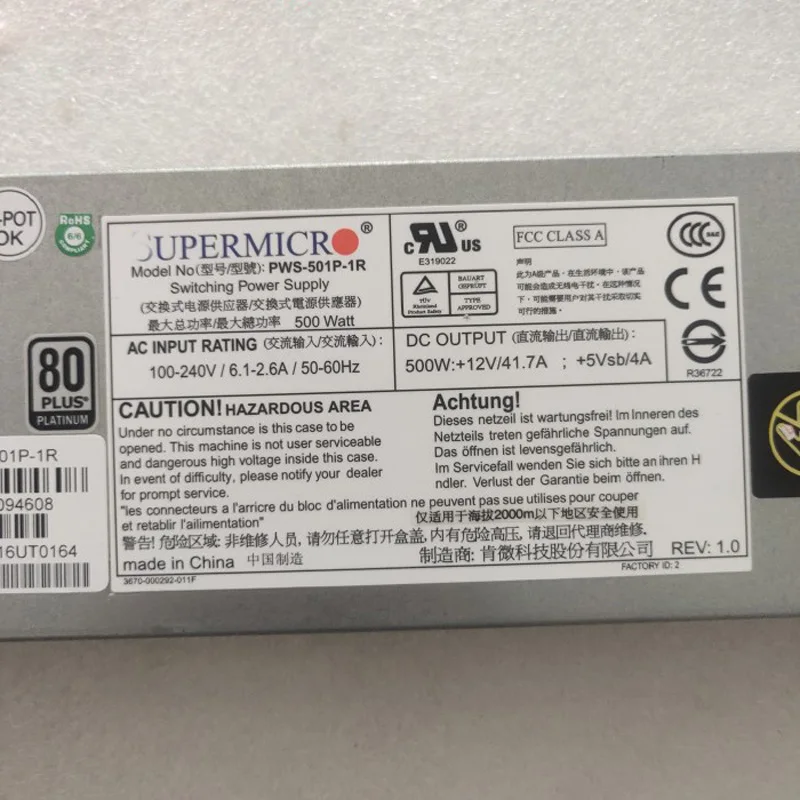 -POT
OK
RoHS
6/6
COMPLIANT
SUPERMICRO®
Model No(型号/型號): PWS-501P-1R
Switching Power Supply
(交换式电源供应器/交換式電源供應器)
最大总功率/最大總功率 500 Watt
c RU ® US
E319022
FCC CLASS A
CCC
S&E
TÜV
Rheinland
Product Safety
BAUART
GEPRÜFT
TYPE
APPROVED
声明
此为A级产品,在生活环境中,该产品
可能会造成无线电干扰。在这种情况
下,可能需要用户对其干扰采取切实
可行的措施。
CE
R36722
AC INPUT RATING (交流输入/交流輸入):
100-240V / 6.1-2.6A / 50-60Hz
DC OUTPUT (直流输出/直流輸出):
500W:+12V/41.7A ; +5Vsb/4A
80
PLUS®
PLATINUM
CAUTION! HAZARDOUS AREA
Under no circumstance is this case to be
opened. This machine is not user serviceable
and dangerous high voltage inside this case.
In event of difficulty, please notify your dealer
for prompt service.
Achtung!
Dieses netzeil ist wartungsfrei! Im Inneren des
Netzteils treten gefährliche Spannungen auf.
Das öffnen ist levensgefährlich.
Im Servicefall wenden Sie sich bitte an ihren H
ndler. Verlust der Garantie beim öffnen.
"les connecteurs a l'arricre du bloc d'alimentation ne peuvent pas sue utilises pour couper
et retablir l'ailimentation"
仅适用于海拔2000m以下地区安全使用
警告! 危险区域: 非维修人员, 请勿任意打开盒盖, 内有危险高压, 请退回代理商维修.
made in China 中国制造
制造商: 肯微科技股份有限公司 REV: 1.0
3670-000292-011F
FACTORY ID: 2
01P-1R
094608
16UT0164